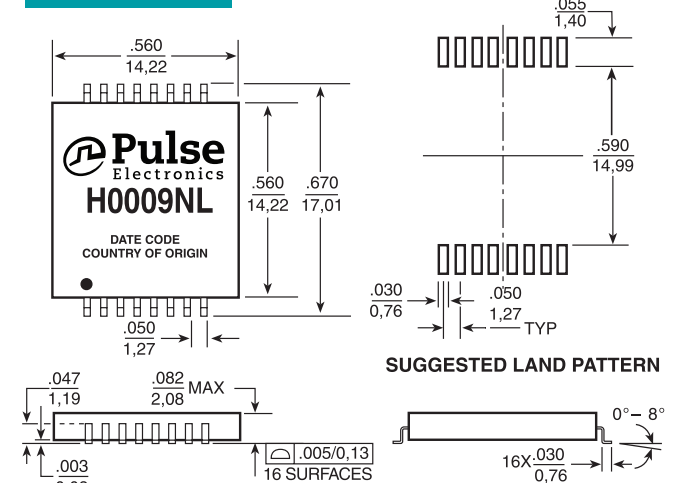 .560
14,22
Pulse
Electronics
H0009NL
DATE CODE
COUNTRY OF ORIGIN
.560
14,22
.670
17,01
.050
1,27
.055
1,40
.590
14,99
.030
0,76
.050
1,27
TYP
SUGGESTED LAND PATTERN
.047
1,19
.082
2,08
MAX
.003
.005/0,13
16 SURFACES
0°– 8°
16X .030
0,76